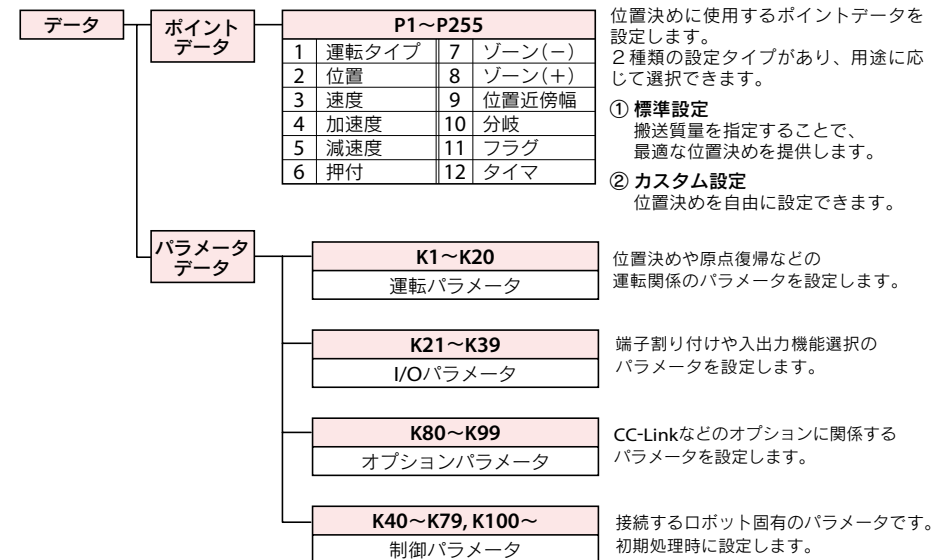 データ
ポイント
データ
P1～P255
1 運転タイプ 7 ゾーン(−)
2 位置 8 ゾーン(+)
3 速度 9 位置近傍幅
4 加速度 10 分岐
5 減速度 11 フラグ
6 押付 12 タイマ
位置決めに使用するポイントデータを
設定します。
2種類の設定タイプがあり、用途に応
じて選択できます。
① 標準設定
搬送質量を指定することで、
最適な位置決めを提供します。
② カスタム設定
位置決めを自由に設定できます。
パラメータ
データ
K1～K20
運転パラメータ
位置決めや原点復帰などの
運転関係のパラメータを設定します。
K21～K39
I/Oパラメータ
端子割り付けや入出力機能選択の
パラメータを設定します。
K80～K99
オプションパラメータ
CC-Linkなどのオプションに関係する
パラメータを設定します。
K40～K79, K100～
制御パラメータ
接続するロボット固有のパラメータです。
初期処理時に設定します。